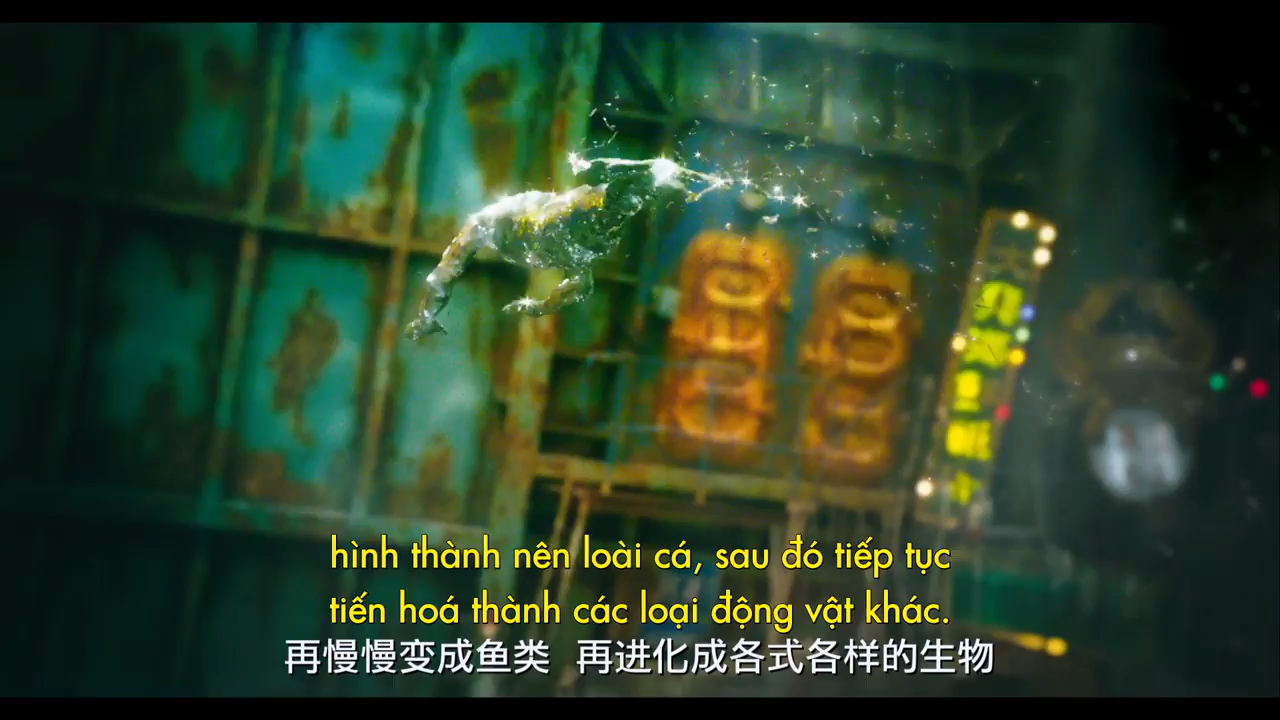 hình thành nên loài cá, sau đó tiếp tục
tiến hoá thành các loại động vật khác.
再慢慢变成鱼类 再进化成各式各样的生物